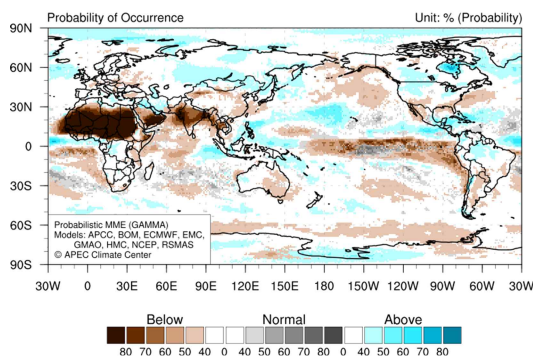 Probability of Occurrence Unit: % (Probability)
90N
60N
30N
0
30S
60S
90S
Probabilistic MME (GAMMA)
Models: APCC, BOM, ECMWF, EMC,
GMAO, HMC, NCEP, RSMAS
© APEC Climate Center
30W 0 30E 60E 90E 120E 150E 180 150W 120W 90W 60W 30W
Below Normal Above
80 70 60 50 40 0 40 50 60 70 80 0 40 50 60 70 80